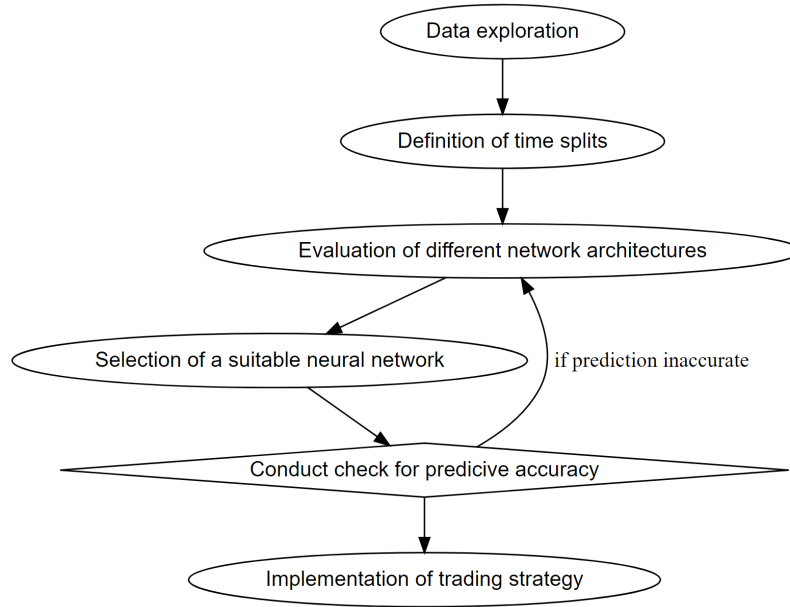 Data exploration
Definition of time splits
Evaluation of different network architectures
Selection of a suitable neural network
if prediction inaccurate
Conduct check for predicive accuracy
Implementation of trading strategy